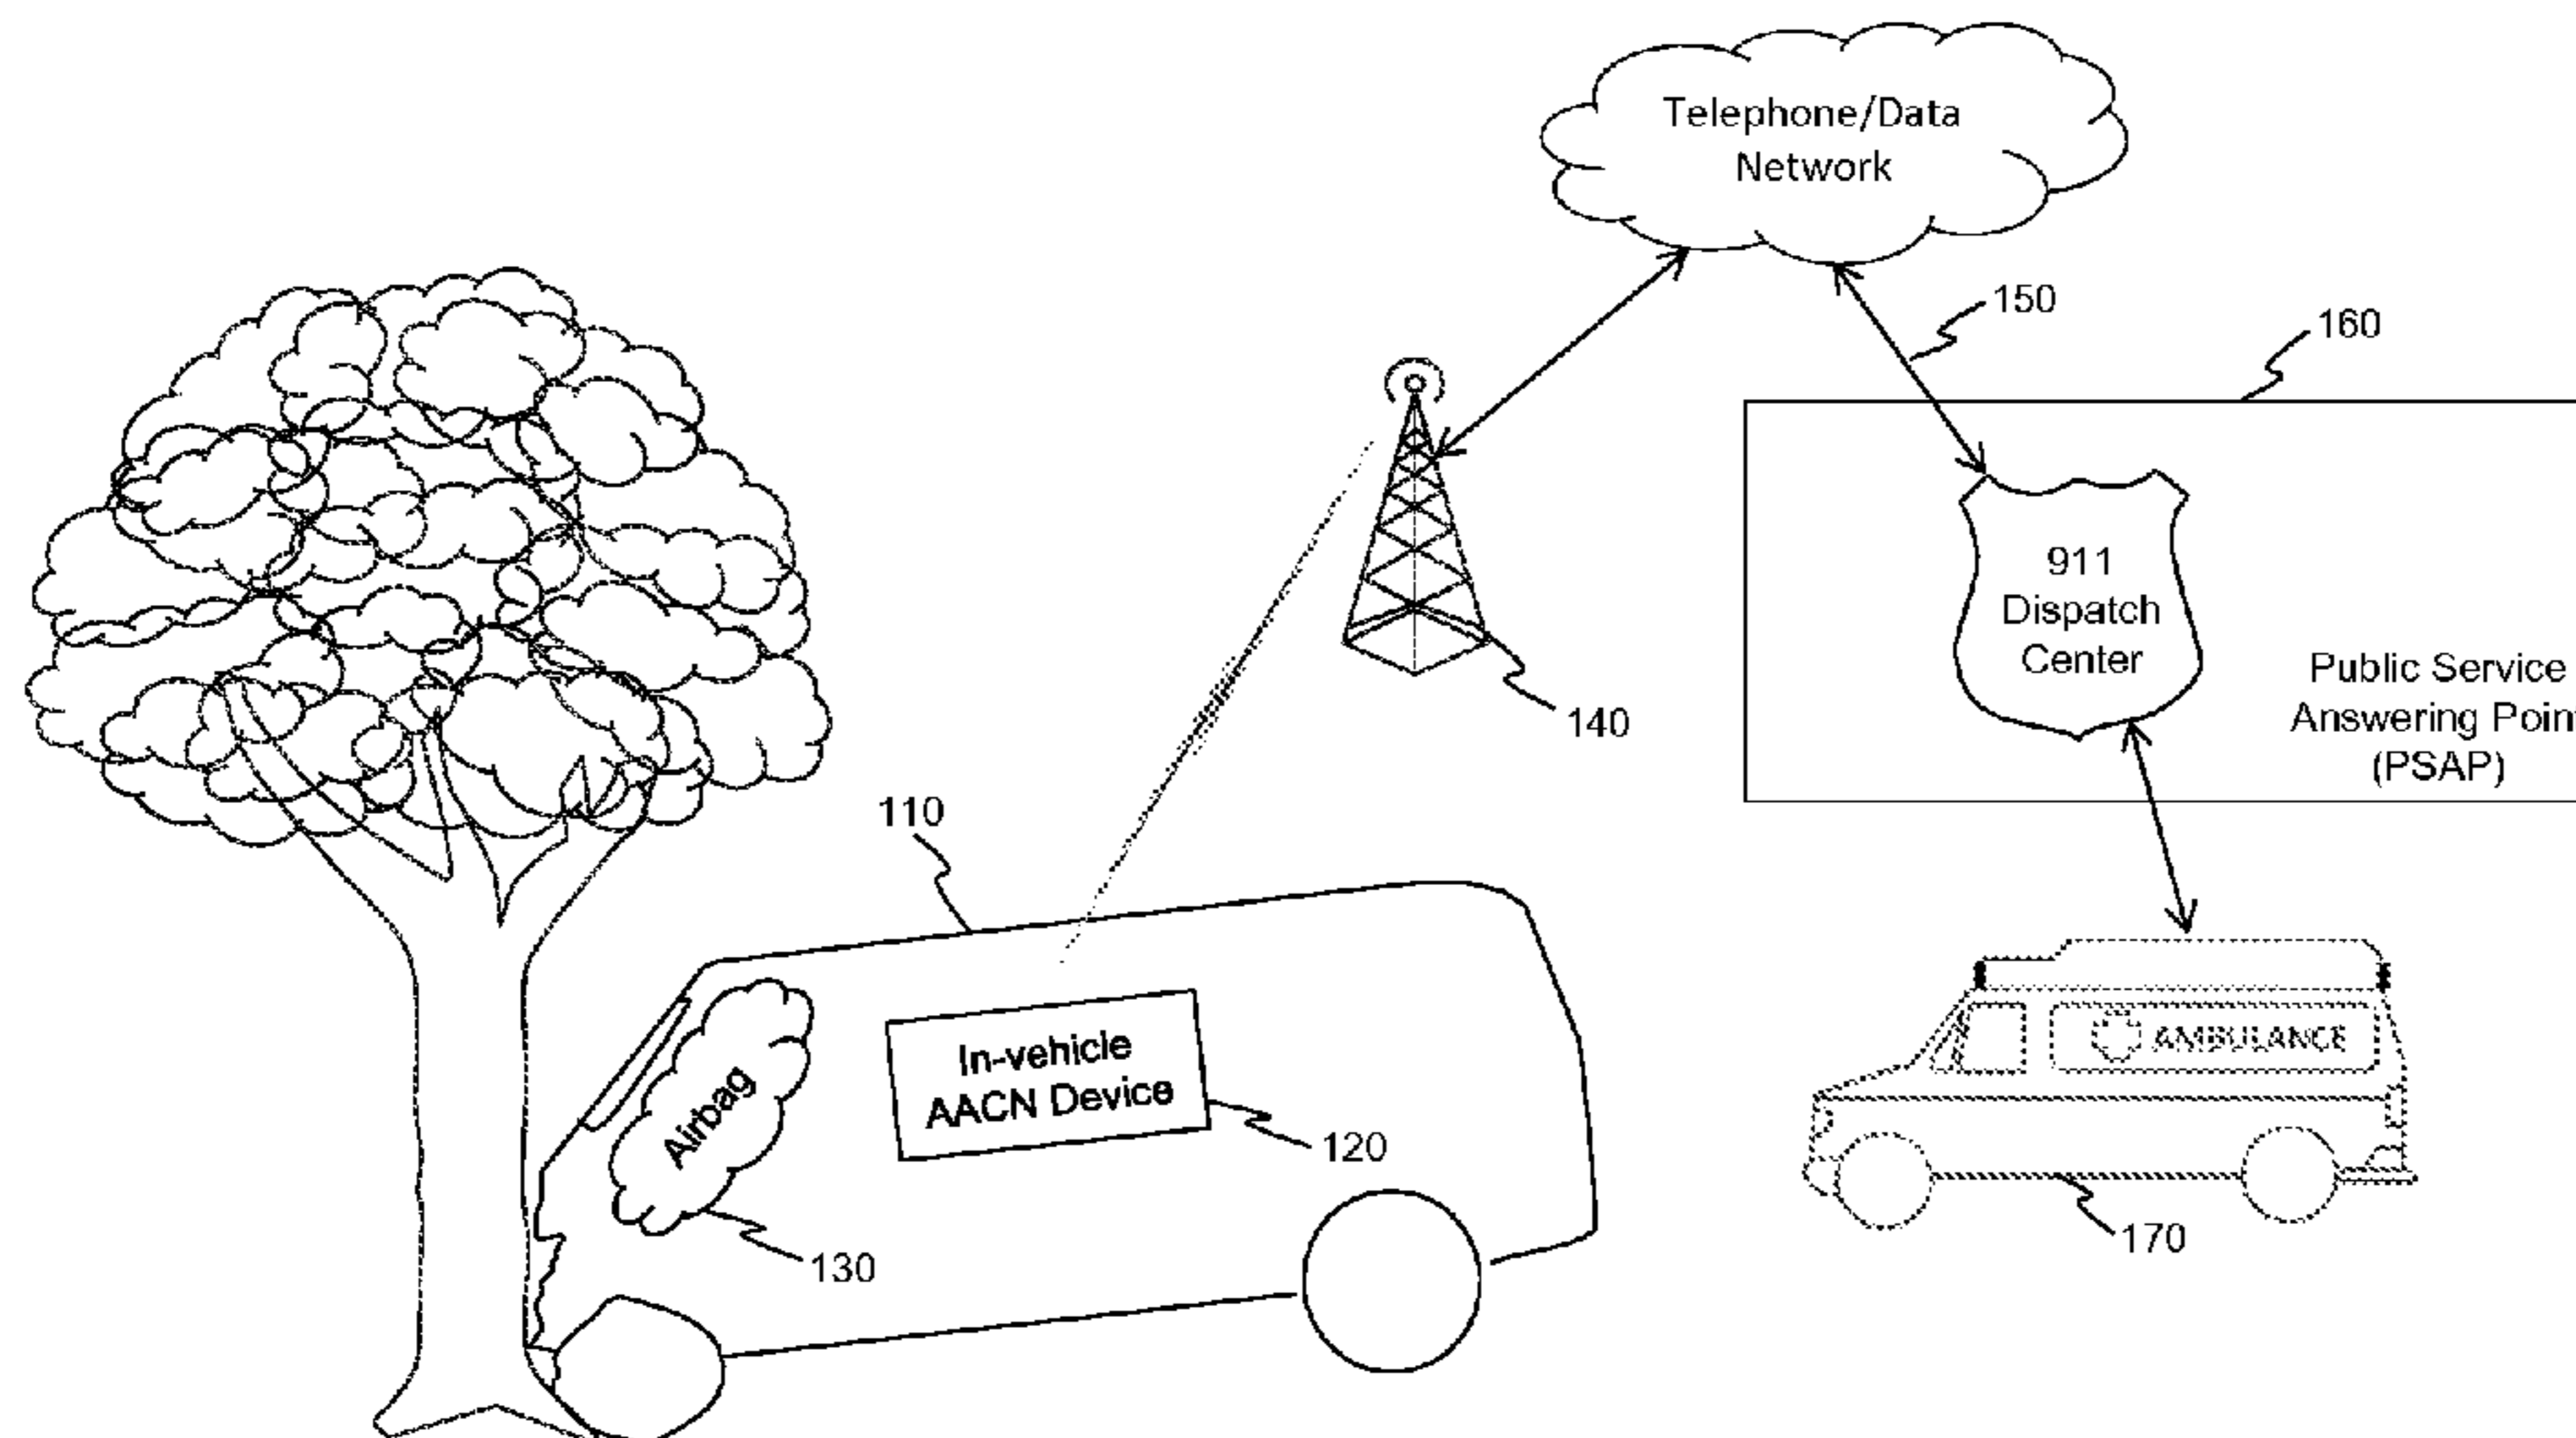 Telephone/Data
Network
150
160
911
Dispatch
Center
Public Service
Answering Poin
(PSAP)
140
110
In-vehicle
AACN Device
120
Airbag
130
AMBULANCE
170